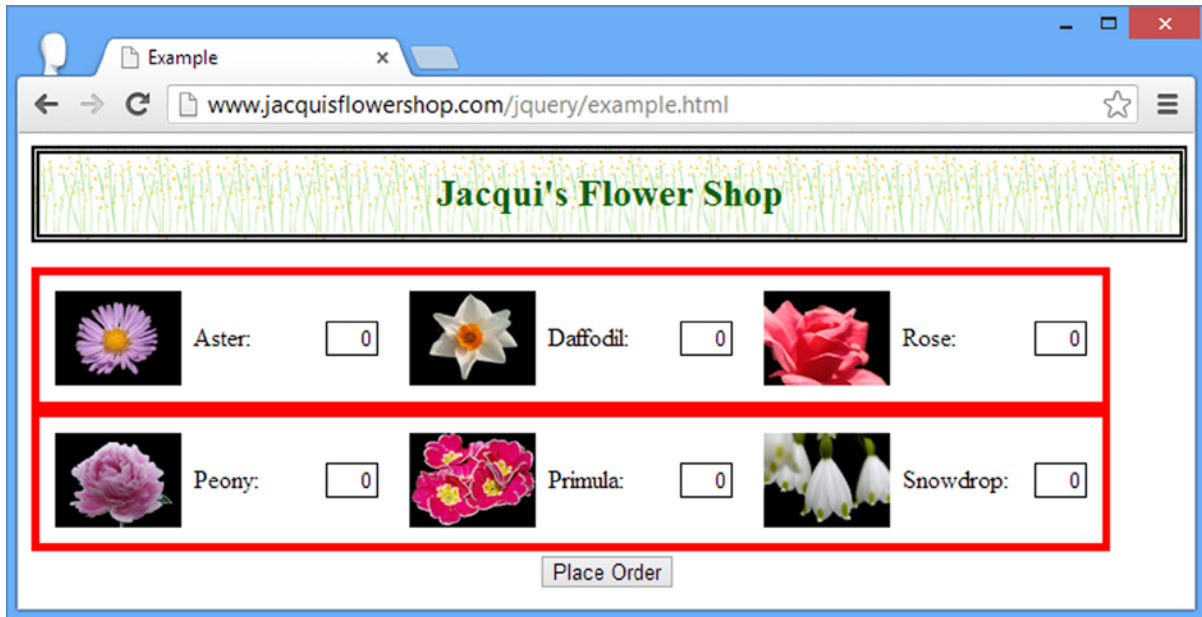 Example
www.jacquisflowershop.com/jquery/example.html
Jacqui's Flower Shop
Aster: 0 Daffodil: 0 Rose: 0
Peony: 0 Primula: 0 Snowdrop: 0
Place Order